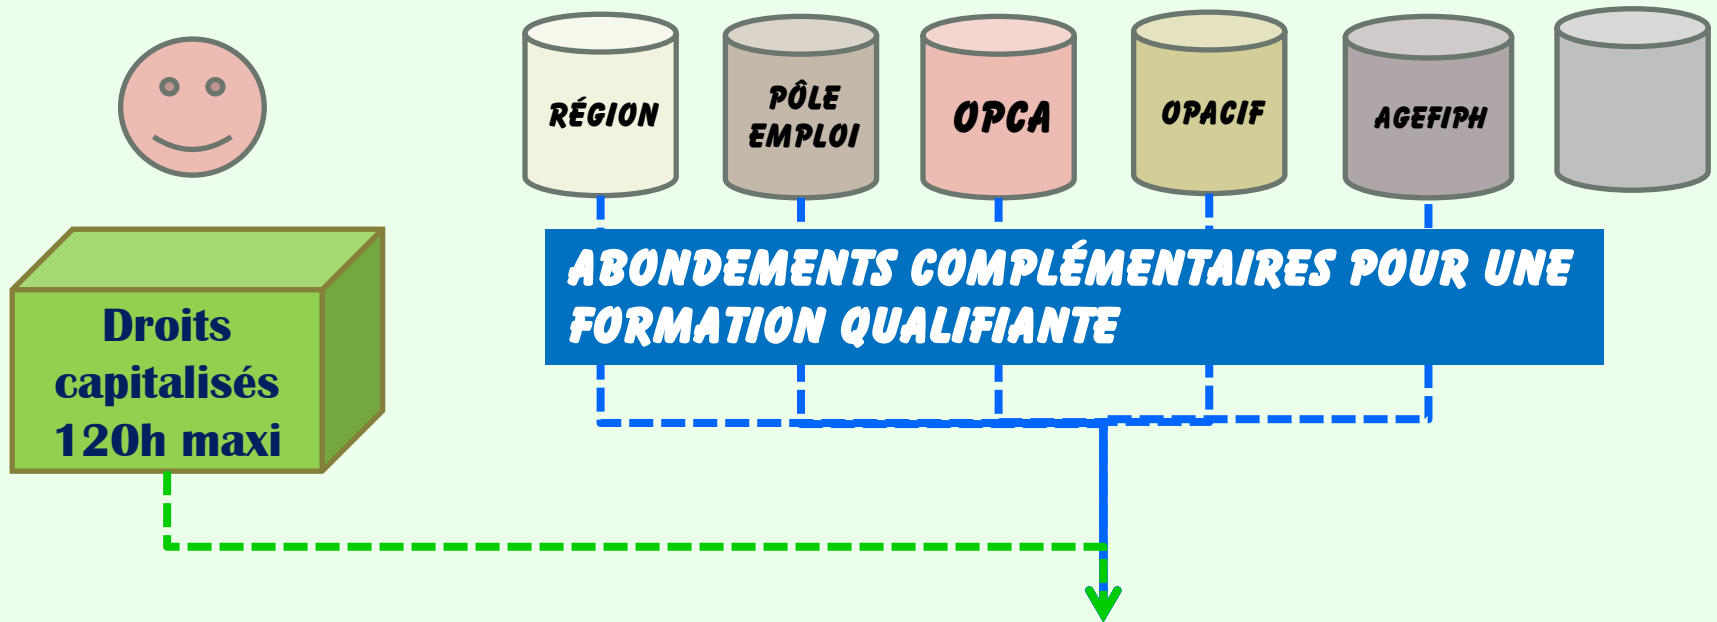 RÉGION
PÔLE
EMPLOI
OPCA
OPACIF
AGEFIPH
ABONDEMENTS COMPLÉMENTAIRES POUR UNE
FORMATION QUALIFIANTE
Droits
capitalisés
120h maxi